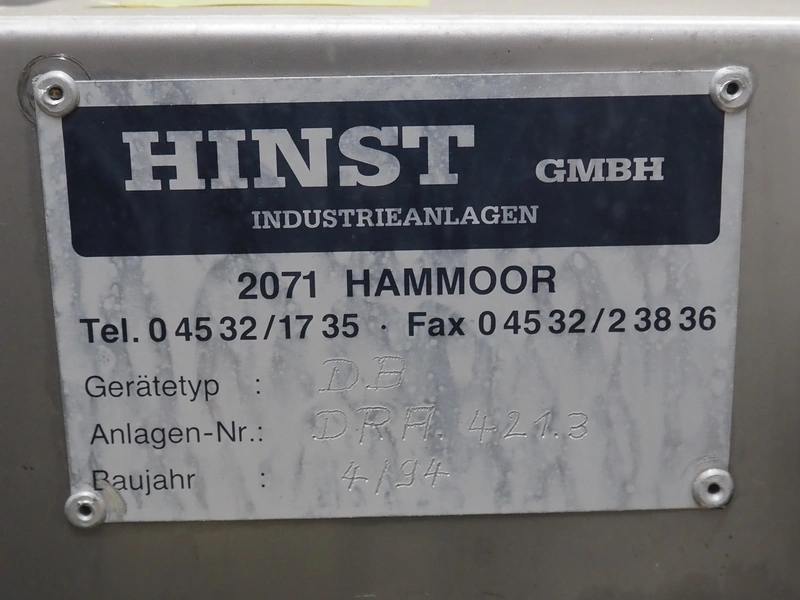 HINST GMBH
INDUSTRIEANLAGEN
2071 HAMMOOR
Tel. 0 45 32/17 35 · Fax 0 45 32/2 38 36
Gerätetyp : DB
Anlagen-Nr.: DRA. 421.3
Baujahr : 4/94